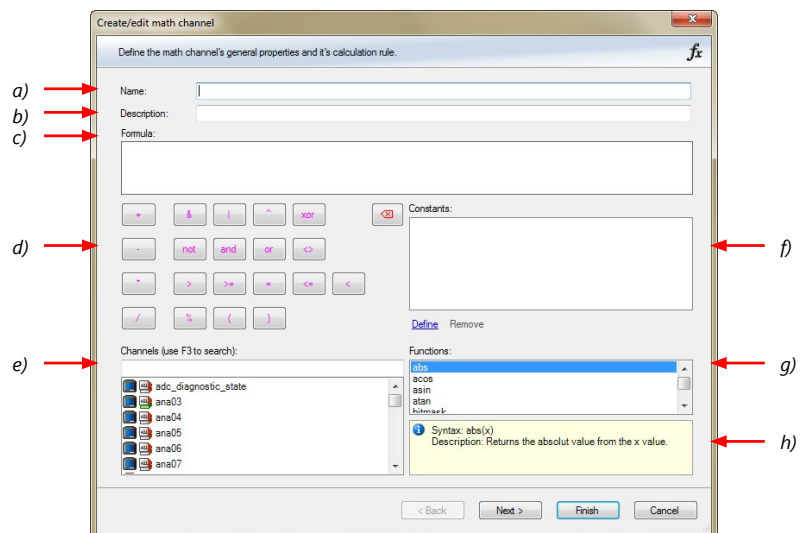 Create/edit math channel
x
Define the math channel's general properties and it's calculation rule.
fx
a)
Name:
b)
Description:
c)
Formula:
+ & | ^ xor
Constants:
d)
- not and or <>
f)
* > >= = <= <
/ % ( )
Define Remove
Channels (use F3 to search):
Functions:
e)
g)
abs
acos
asin
atan
bitmask
adc_diagnostic_state
ana03
ana04
ana05
ana06
ana07
Syntax: abs(x)
Description: Returns the absolut value from the x value.
h)
< Back Next > Finish Cancel